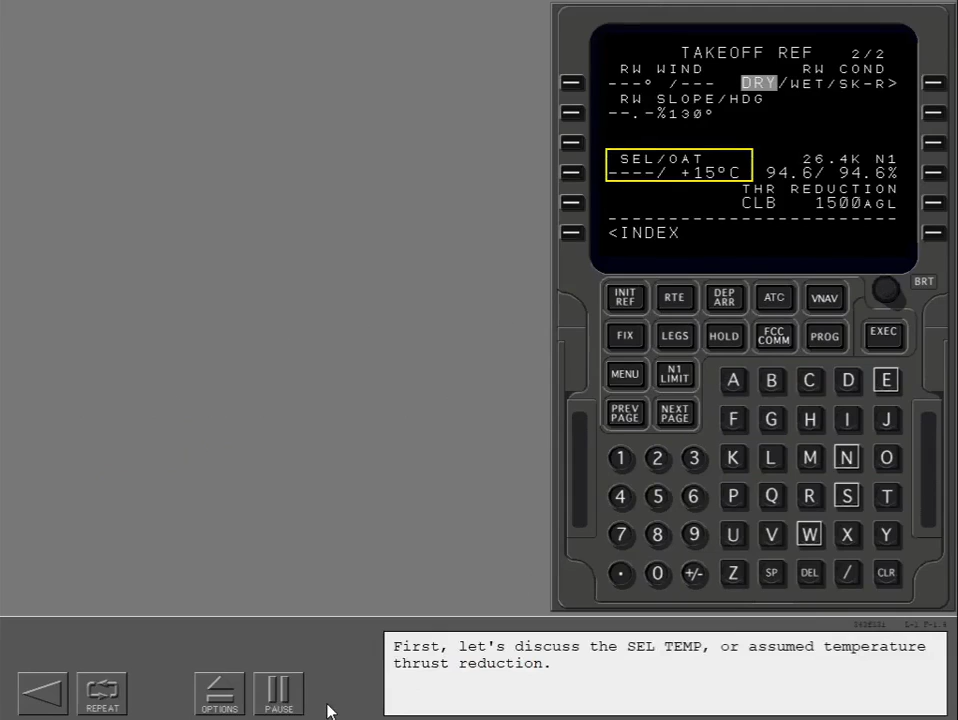 TAKEOFF REF 2/2
RW WIND RW COND
---° /--- DRY/WET/SK-R>
RW SLOPE/HDG
--.-%130°
SEL/OAT 26.4K N1
----/ +15°C 94.6/ 94.6%
THR REDUCTION
CLB 1500AGL
--------------------------------
<INDEX
BRT
INIT REF RTE DEP ARR ATC VNAV
FIX LEGS HOLD FCC COMM PROG EXEC
MENU N1 LIMIT
PREV PAGE NEXT PAGE
A B C D E
F G H I J
1 2 3 K L M N O
4 5 6 P Q R S T
7 8 9 U V W X Y
. 0 +/- Z SP DEL / CLR
First, let's discuss the SEL TEMP, or assumed temperature
thrust reduction.
REPEAT OPTIONS PAUSE